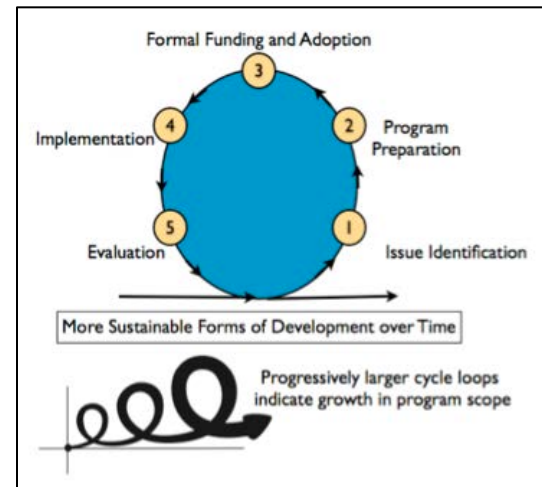 Formal Funding and Adoption
3
4
2
Implementation
Program
Preparation
5
1
Evaluation
Issue Identification
More Sustainable Forms of Development over Time
Progressively larger cycle loops
indicate growth in program scope